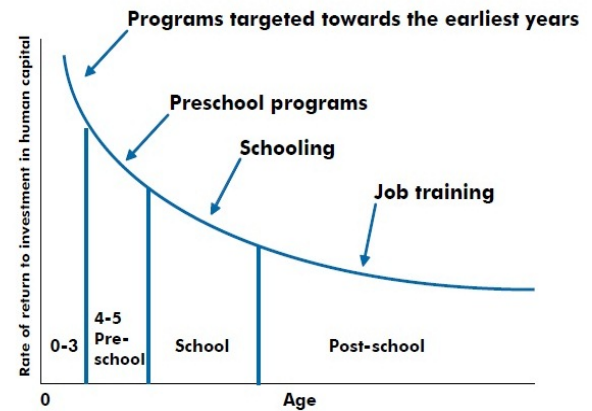 Programs targeted towards the earliest years
Preschool programs
Schooling
Job training
Rate of return to investment in human capital
0-3
4-5
Pre-
school
School
Post-school
0
Age